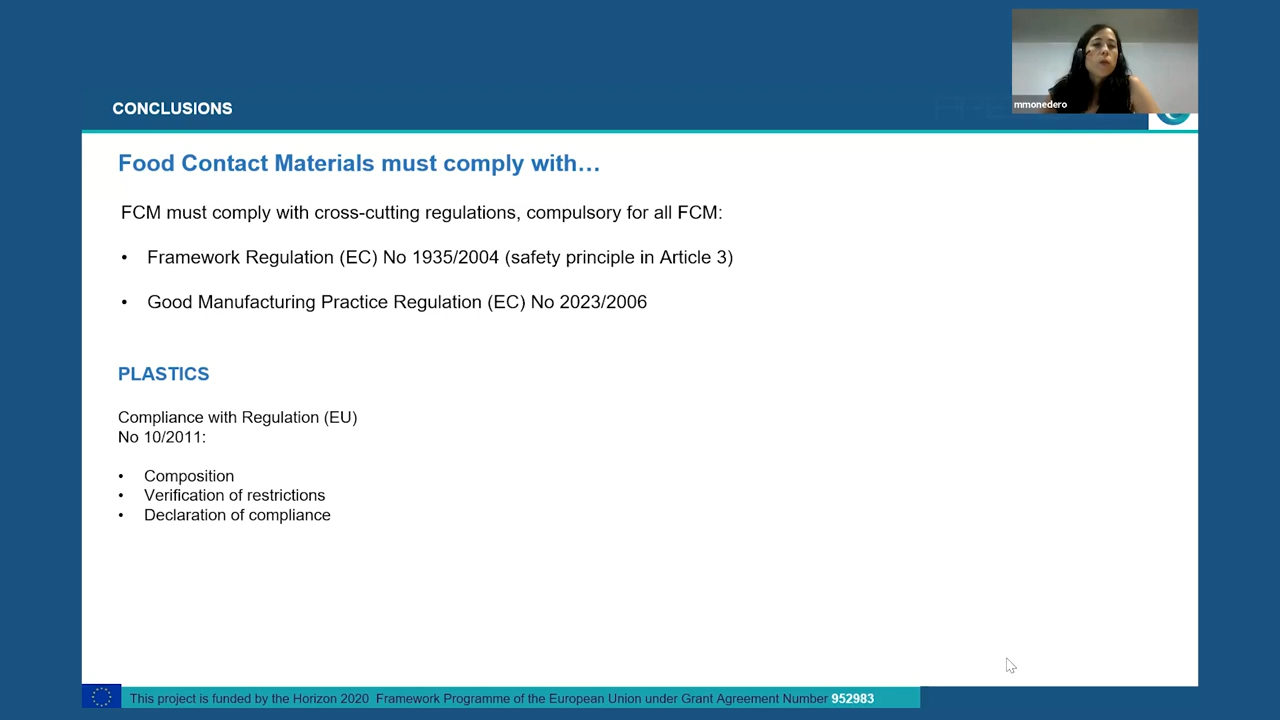 mmonedero
CONCLUSIONS
Food Contact Materials must comply with…
FCM must comply with cross-cutting regulations, compulsory for all FCM:
• Framework Regulation (EC) No 1935/2004 (safety principle in Article 3)
• Good Manufacturing Practice Regulation (EC) No 2023/2006
PLASTICS
Compliance with Regulation (EU)
No 10/2011:
• Composition
• Verification of restrictions
• Declaration of compliance
This project is funded by the Horizon 2020 Framework Programme of the European Union under Grant Agreement Number 952983